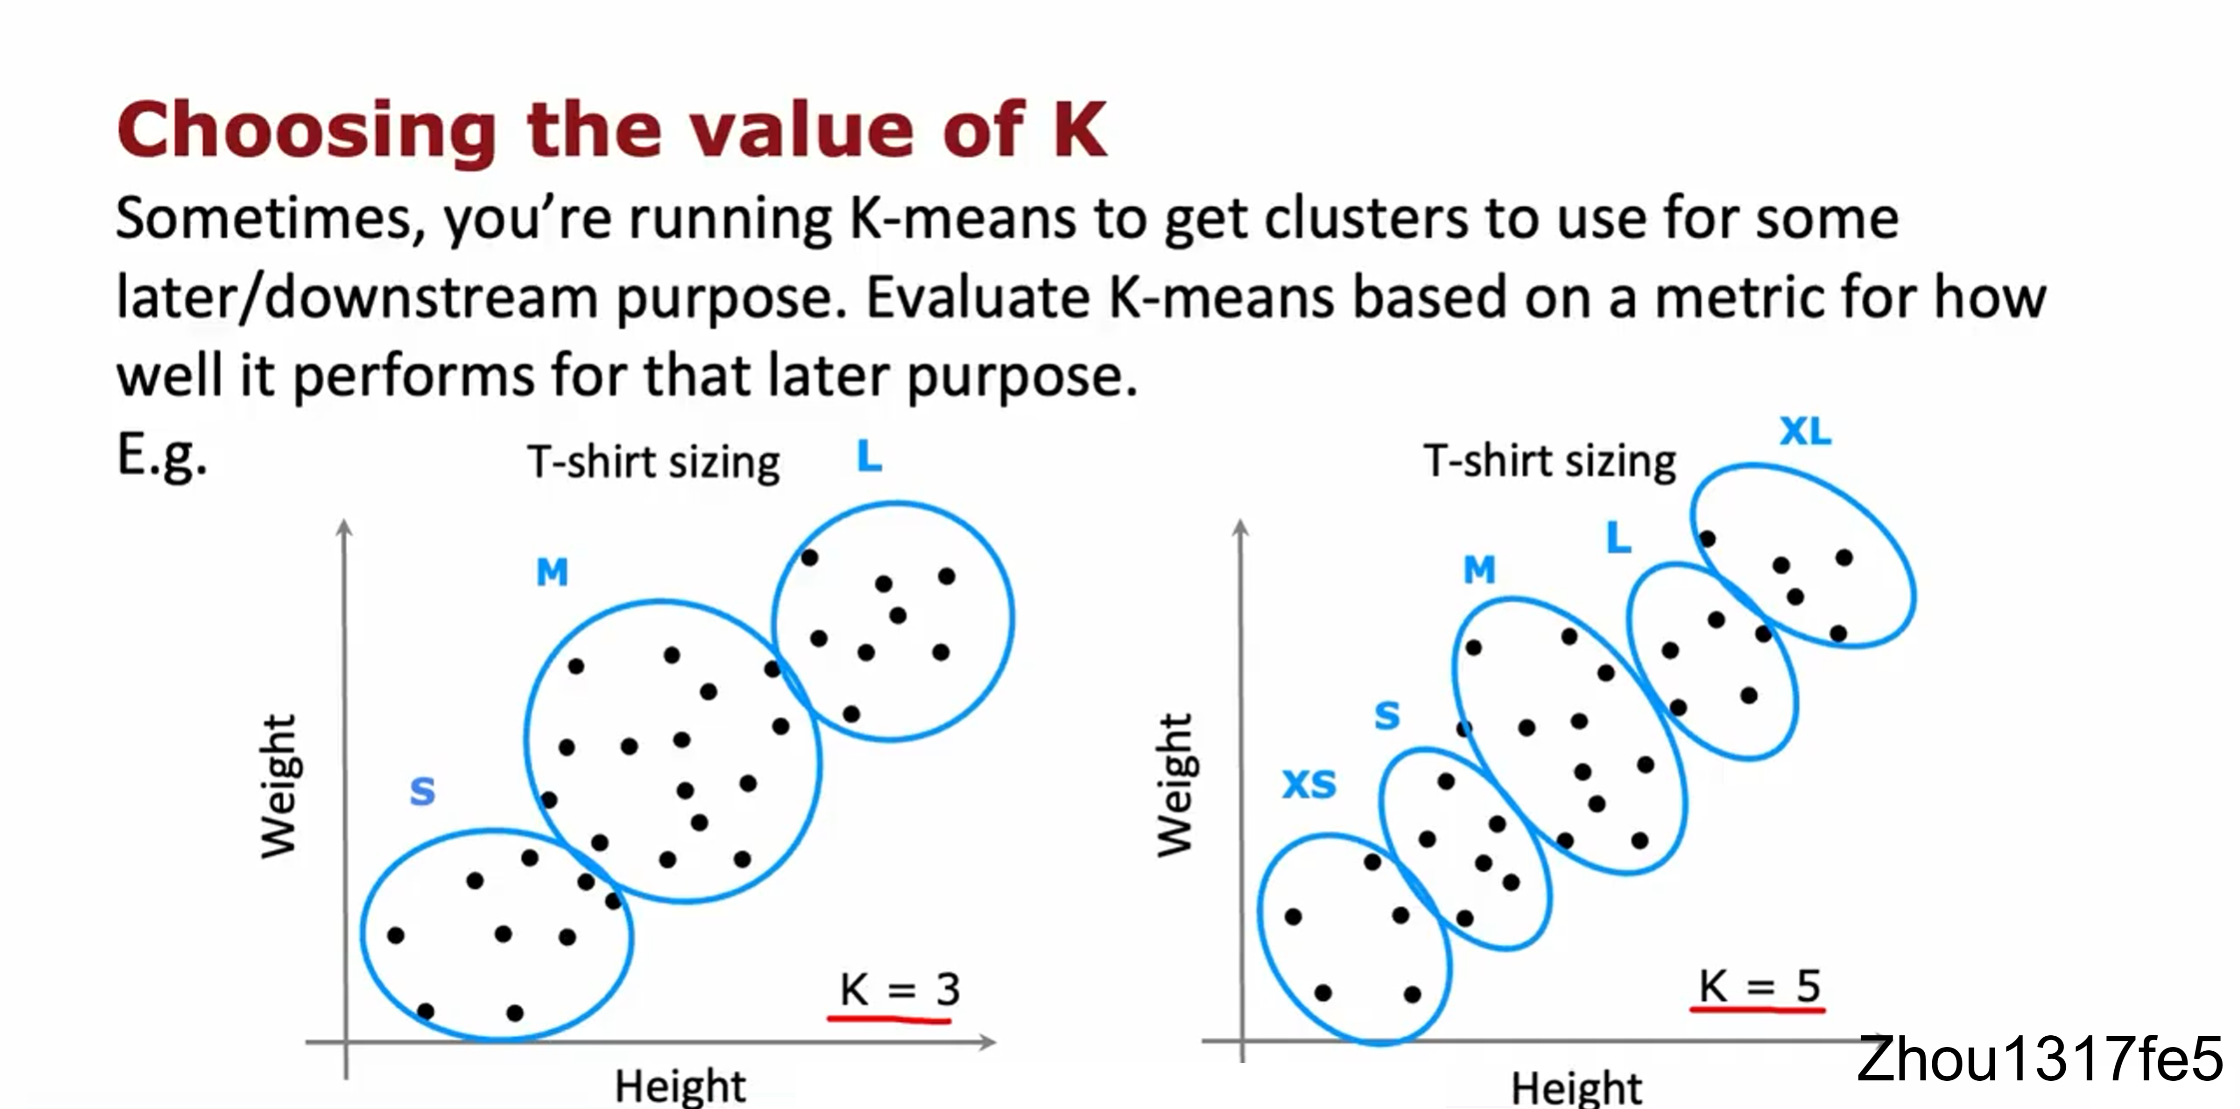 Choosing the value of K
Sometimes, you’re running K-means to get clusters to use for some
later/downstream purpose. Evaluate K-means based on a metric for how
well it performs for that later purpose.
E.g.
T-shirt sizing
L
M
S
Weight
K = 3
Height
T-shirt sizing
XL
L
M
S
XS
Weight
K = 5
Height
Zhou1317fe5